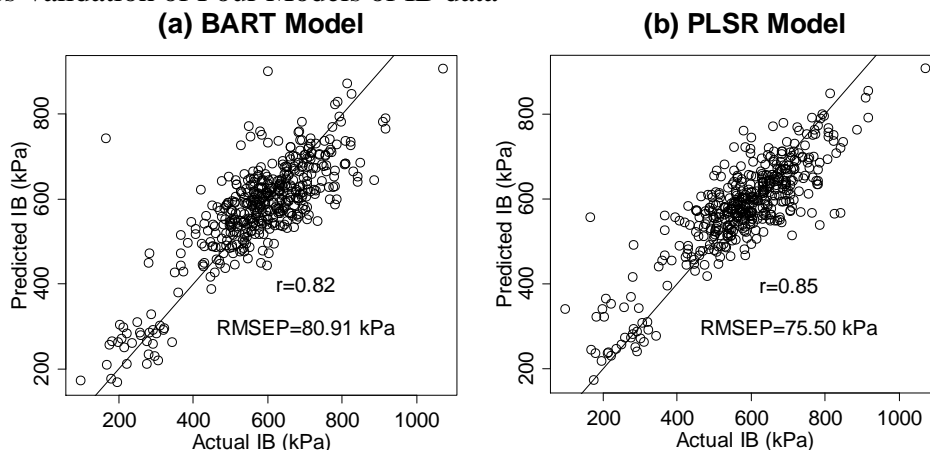 (a) BART Model
(b) PLSR Model
Predicted IB (kPa)
800
600
400
200
r=0.82
RMSEP=80.91 kPa
200 400 600 800 1000
Actual IB (kPa)
Predicted IB (kPa)
800
600
400
200
r=0.85
RMSEP=75.50 kPa
200 400 600 800 1000
Actual IB (kPa)